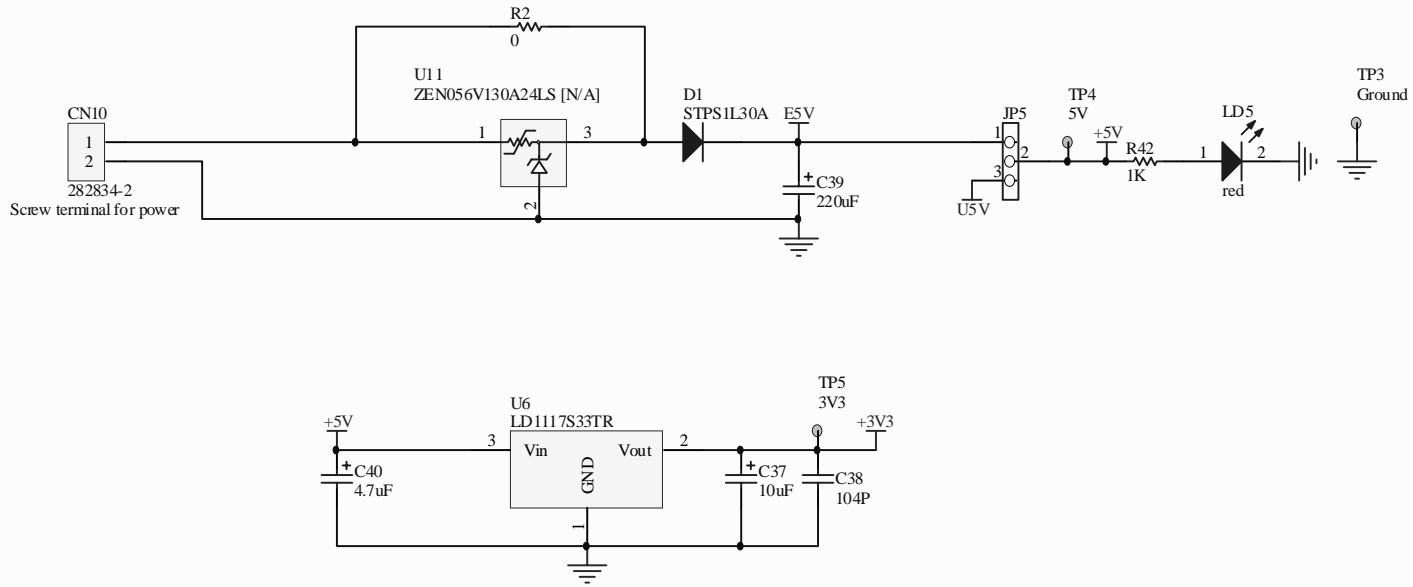 R2
0
U11
ZEN056V130A24LS [N/A]
CN10
1
2
282834-2
Screw terminal for power
1
3
2
D1
STPS1L30A
E5V
C39
220uF
JP5
1
2
3
U5V
TP4
5V
+5V
R42
1K
LD5
1
2
red
TP3
Ground
+5V
C40
4.7uF
U6
LD1117S33TR
3
Vin
Vout
2
GND
1
TP5
3V3
+3V3
C37
10uF
C38
104P